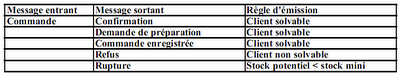 Message entrant Message sortant Règle d'émission
Commande Confirmation Client solvable
Demande de préparation Client solvable
Commande enregistrée Client solvable
Refus Client non solvable
Rupture Stock potentiel < stock mini